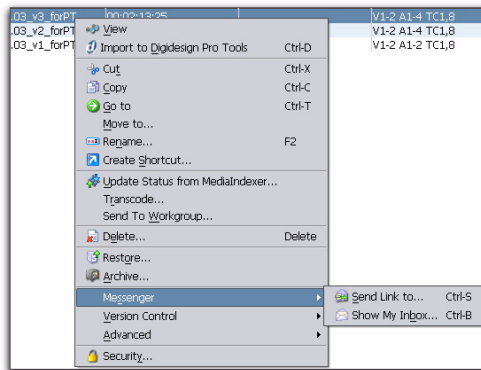 .03_v3_forPT 00:02:13:25 V1-2 A1-4 TC1,8
.03_v2_forPT V1-2 A1-4 TC1,8
.03_v1_forPT V1-2 A1-2 TC1,8
View
Import to Digidesign Pro Tools Ctrl-D
Cut Ctrl-X
Copy Ctrl-C
Go to Ctrl-T
Move to...
Rename... F2
Create Shortcut...
Update Status from MediaIndexer...
Transcode...
Send To Workgroup...
Delete... Delete
Restore...
Archive...
Messenger
Send Link to... Ctrl-S
Version Control
Show My Inbox... Ctrl-B
Advanced
Security...